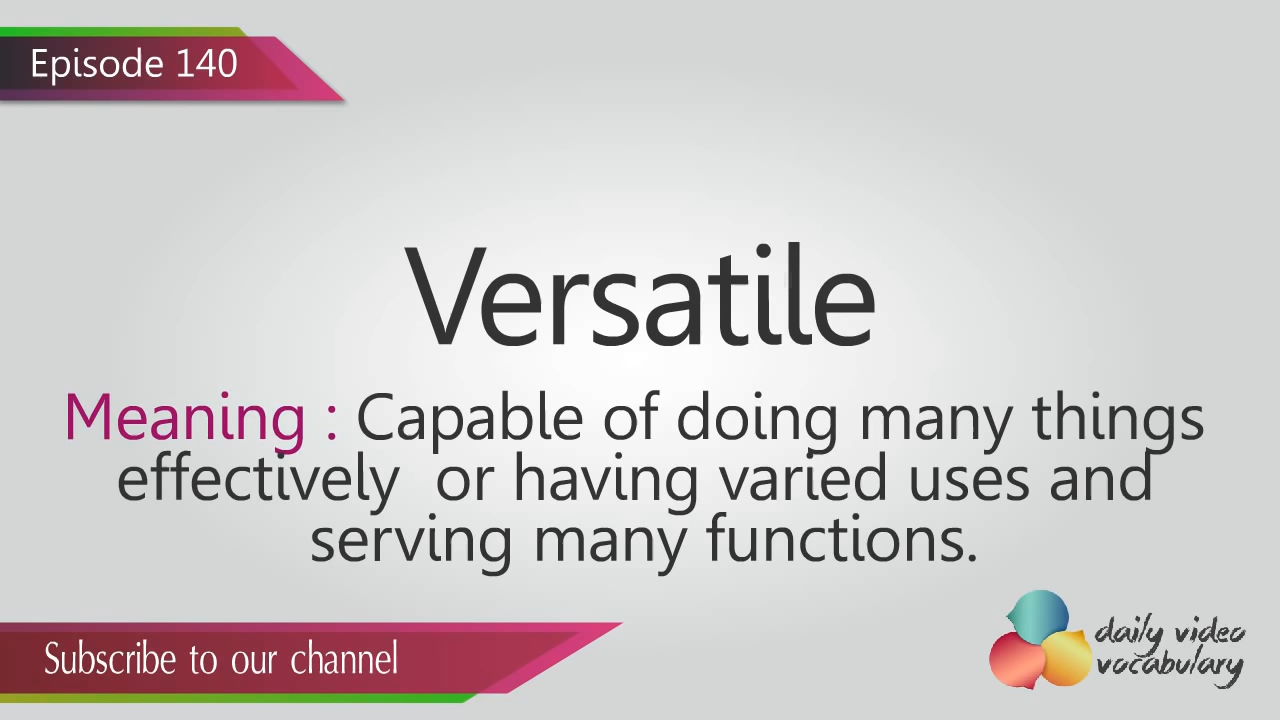 Episode 140
Versatile
Meaning : Capable of doing many things
effectively  or having varied uses and
serving many functions.
Subscribe to our channel
daily video
vocabulary